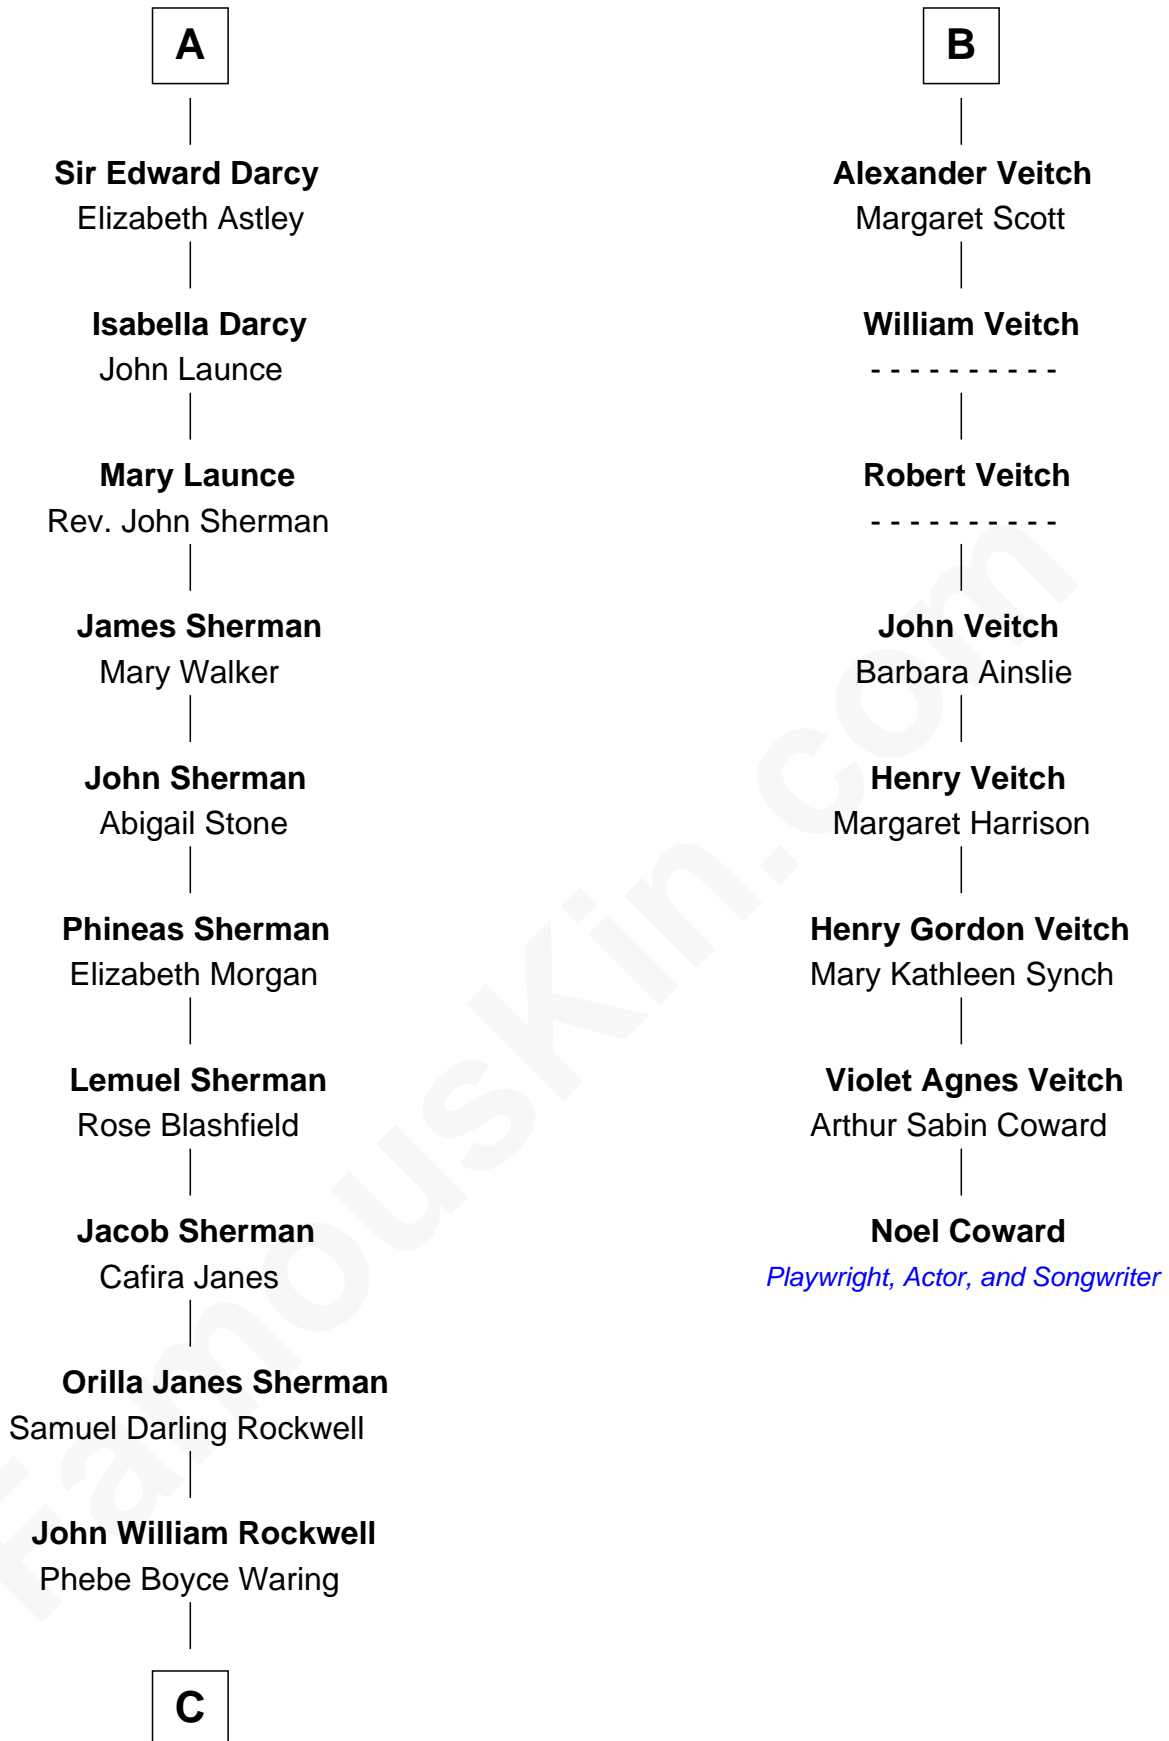 A
Sir Edward Darcy
Elizabeth Astley
Isabella Darcy
John Launce
Mary Launce
Rev. John Sherman
James Sherman
Mary Walker
John Sherman
Abigail Stone
Phineas Sherman
Elizabeth Morgan
Lemuel Sherman
Rose Blashfield
Jacob Sherman
Cafira Janes
Orilla Janes Sherman
Samuel Darling Rockwell
John William Rockwell
Phebe Boyce Waring
C
B
Alexander Veitch
Margaret Scott
William Veitch
- - - - - - - - - -
Robert Veitch
- - - - - - - - - -
John Veitch
Barbara Ainslie
Henry Veitch
Margaret Harrison
Henry Gordon Veitch
Mary Kathleen Synch
Violet Agnes Veitch
Arthur Sabin Coward
Noel Coward
Playwright, Actor, and Songwriter
FamousKin.com